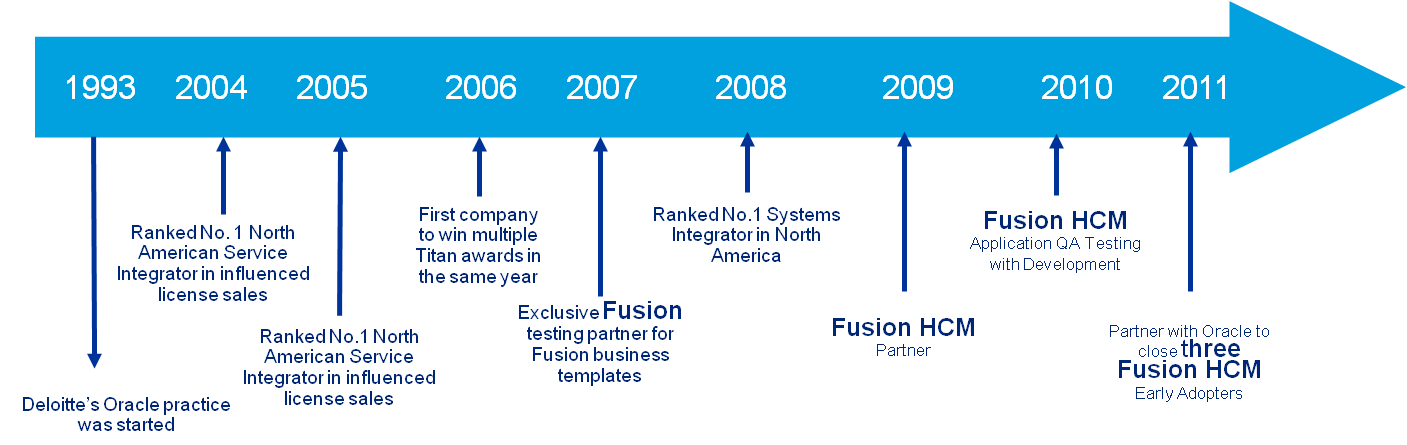 1993 2004 2005 2006 2007 2008 2009 2010 2011
Deloitte's Oracle practice
was started
Ranked No. 1 North
American Service
Integrator in influenced
license sales
Ranked No.1 North
American Service
Integrator in influenced
license sales
First company
to win multiple
Titan awards in
the same year
Exclusive Fusion
testing partner for
Fusion business
templates
Ranked No.1 Systems
Integrator in North
America
Fusion HCM
Partner
Fusion HCM
Application QA Testing
with Development
Partner with Oracle to
close three
Fusion HCM
Early Adopters